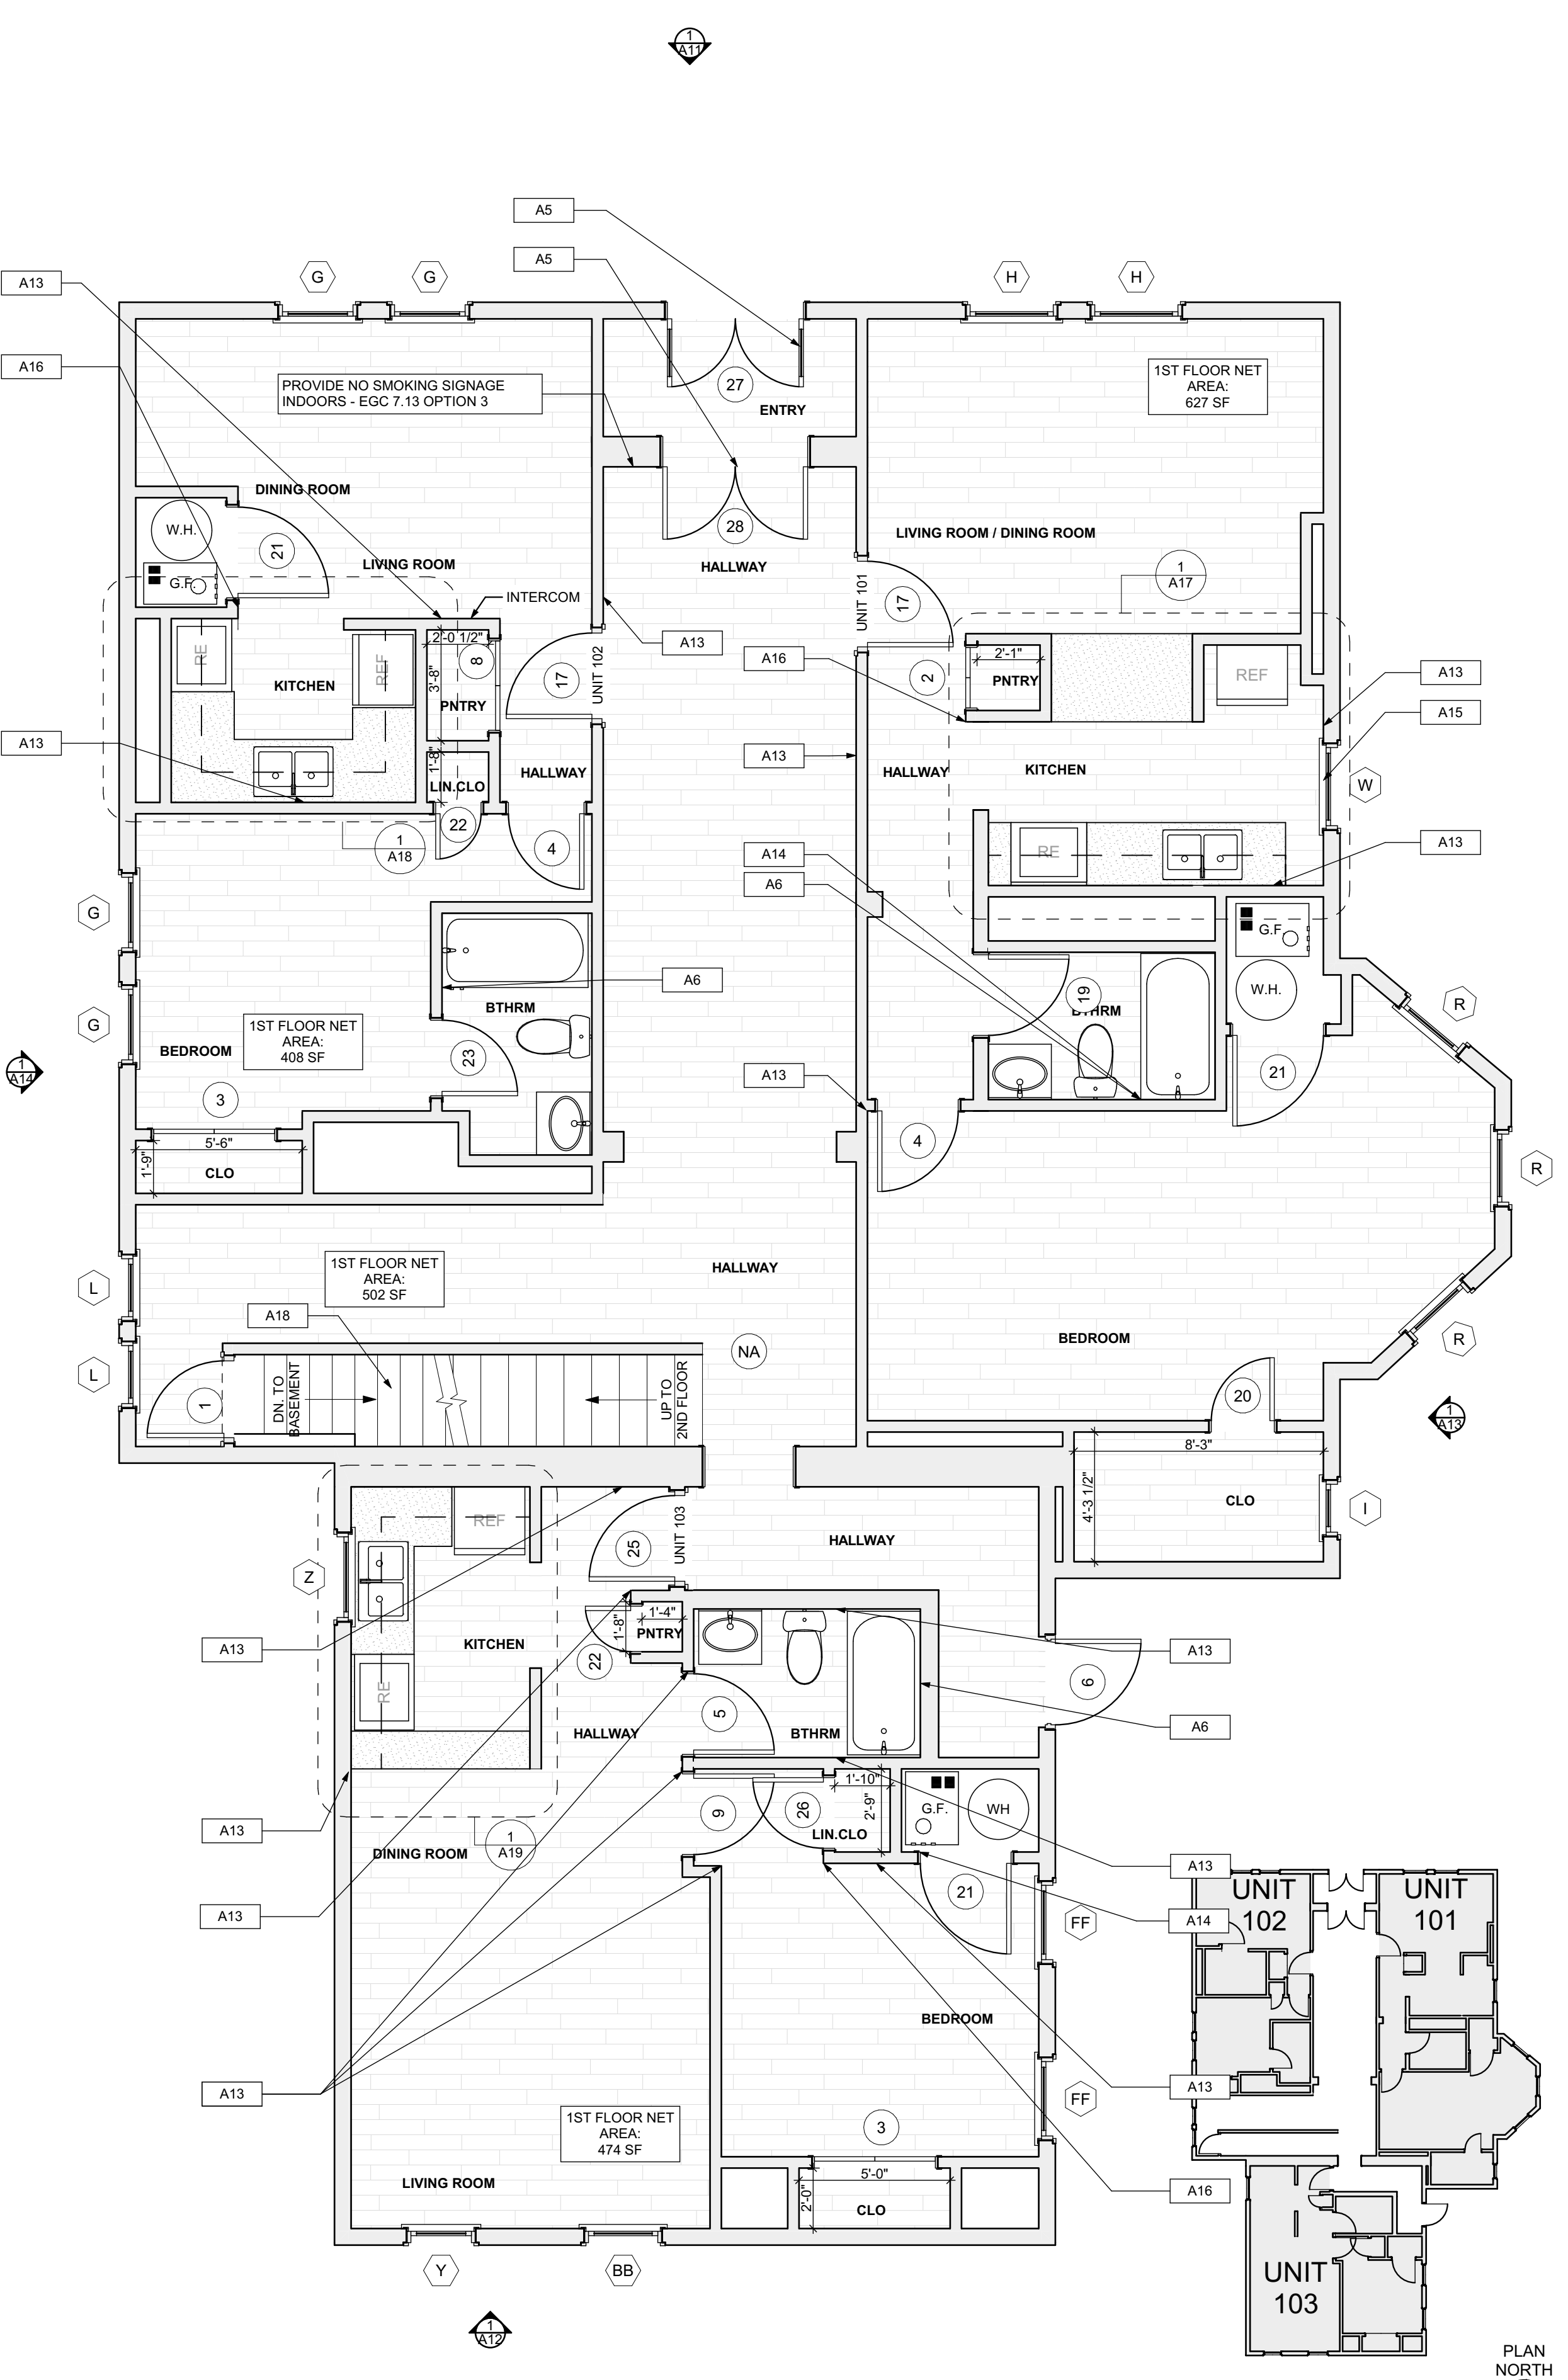 1
A11
A5
A5
A13
G
G
H
H
A16
PROVIDE NO SMOKING SIGNAGE
INDOORS - EGC 7.13 OPTION 3
27
ENTRY
1ST FLOOR NET
AREA:
627 SF
DINING ROOM
W.H.
21
G.F.
LIVING ROOM
28
HALLWAY
LIVING ROOM / DINING ROOM
INTERCOM
UNIT 101
17
1
A17
A13
A16
RE
REF
2'-0 1/2"
8
3'-8"
KITCHEN
PNTRY
17
UNIT 102
2
2'-1"
PNTRY
REF
A13
A15
A13
A13
1'-8"
LIN.CLO
HALLWAY
HALLWAY
KITCHEN
W
A13
22
4
1
A18
A14
A6
RE
G
G.F.
A6
W.H.
19
BTHRM
R
BTHRM
G
1ST FLOOR NET
AREA:
408 SF
BEDROOM
23
1
A14
A13
21
3
4
5'-6"
1'-9"
CLO
R
HALLWAY
1ST FLOOR NET
AREA:
502 SF
L
A18
BEDROOM
R
NA
L
1
DN. TO
BASEMENT
UP TO
2ND FLOOR
20
1
A13
8'-3"
4'-3 1/2"
CLO
I
REF
25
UNIT 103
HALLWAY
Z
A13
KITCHEN
1'-8"
1'-4"
PNTRY
22
A13
6
RE
5
HALLWAY
BTHRM
A6
A13
9
26
1'-10"
2'-9"
LIN.CLO
G.F.
WH
DINING ROOM
1
A19
A13
A13
21
FF
A14
UNIT
102
UNIT
101
BEDROOM
A13
FF
A13
1ST FLOOR NET
AREA:
474 SF
3
5'-0"
2'-0"
CLO
LIVING ROOM
A16
Y
BB
UNIT
103
1
A12
PLAN
NORTH